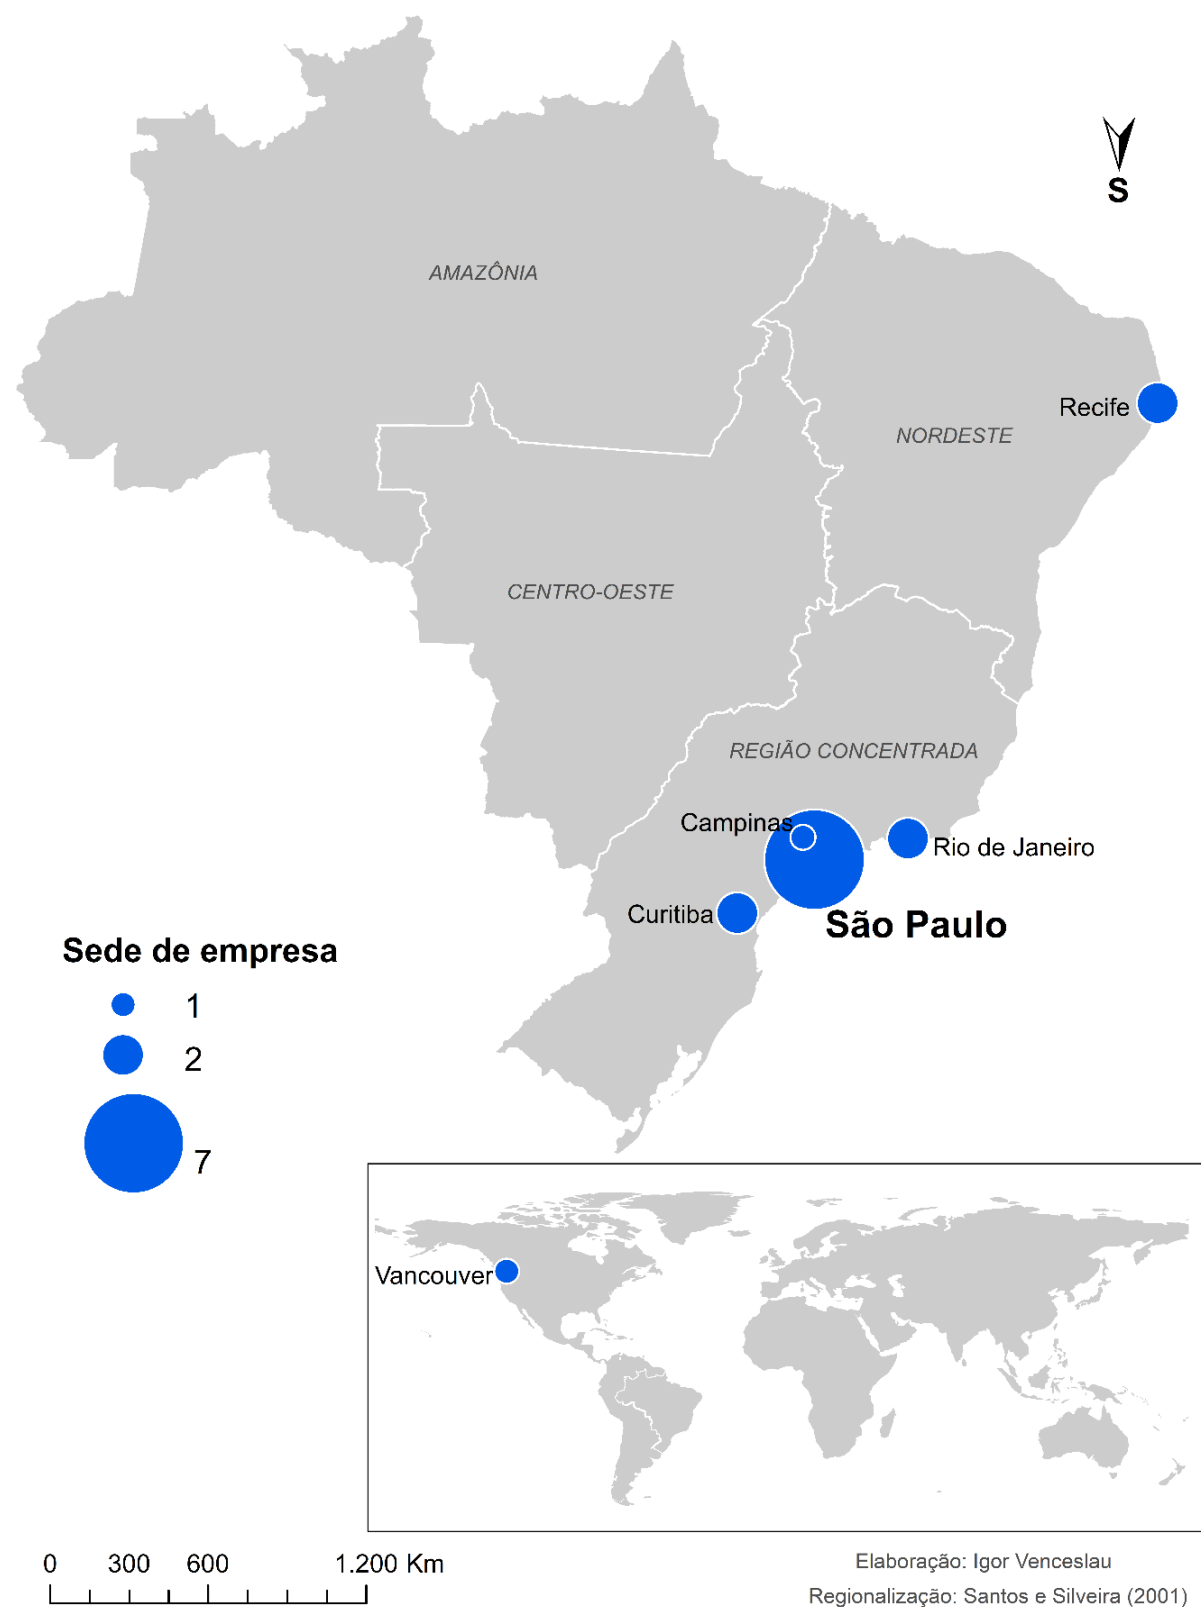 S
AMAZÔNIA
Recife
NORDESTE
CENTRO-OESTE
REGIÃO CONCENTRADA
Campinas
Rio de Janeiro
Curitiba
São Paulo
Sede de empresa
1
2
7
Vancouver
0 300 600 1.200 Km
Elaboração: Igor Venceslau
Regionalização: Santos e Silveira (2001)